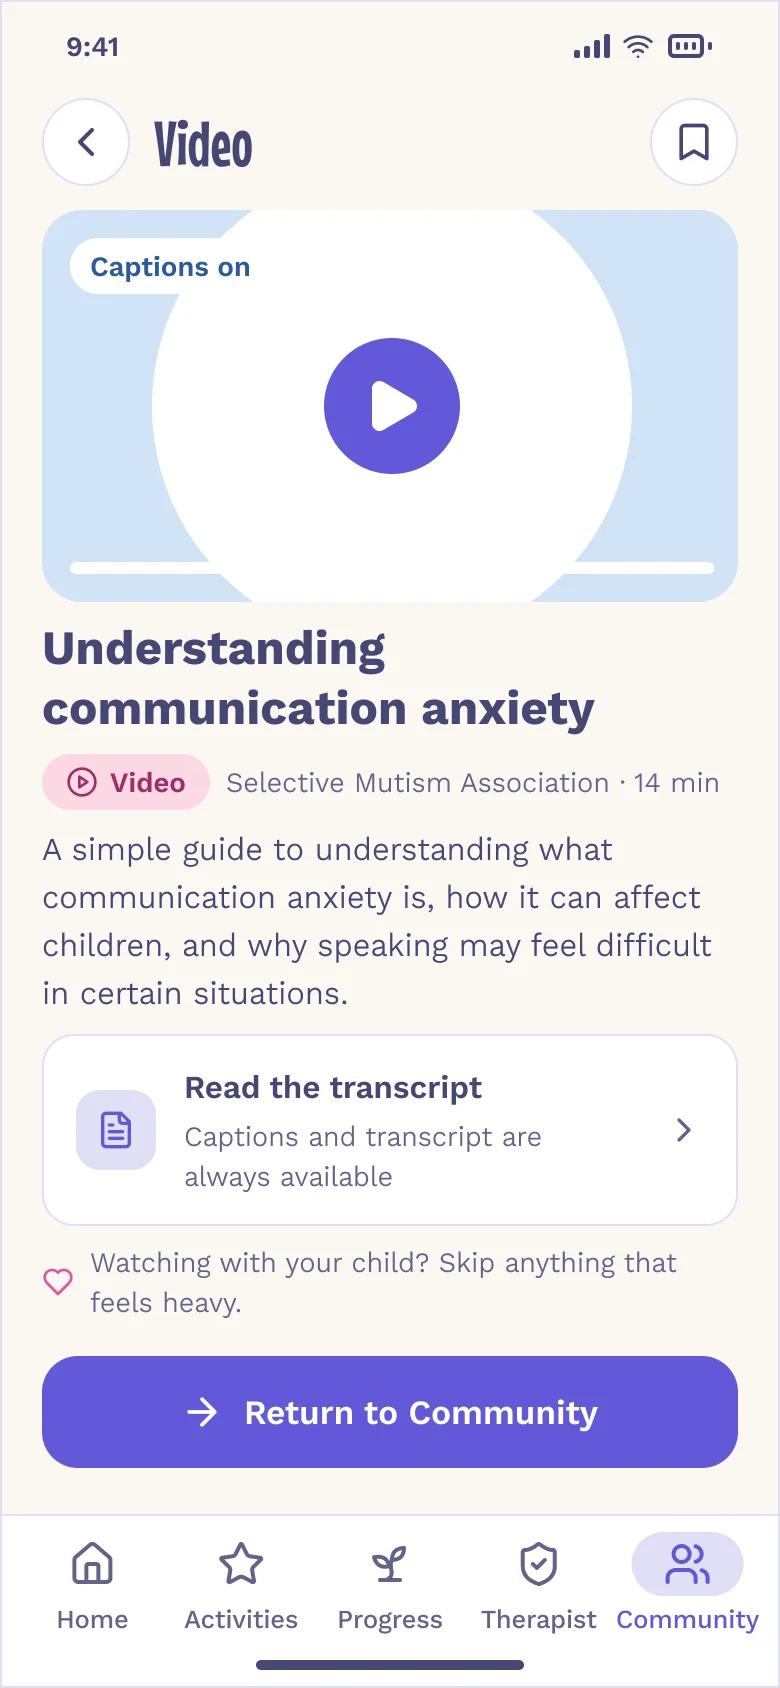 9:41
Video
Captions on
Understanding
communication anxiety
Video
Selective Mutism Association · 14 min
A simple guide to understanding what
communication anxiety is, how it can affect
children, and why speaking may feel difficult
in certain situations.
Read the transcript
Captions and transcript are
always available
Watching with your child? Skip anything that
feels heavy.
Return to Community
Home
Activities
Progress
Therapist
Community